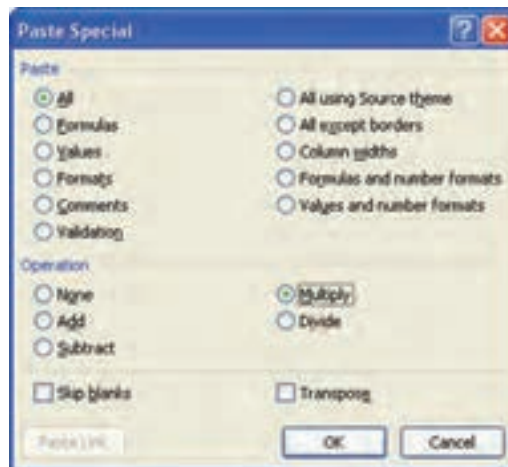 Paste Special
Paste
All
Formulas
Values
Formats
Comments
Validation
All using Source theme
All except borders
Column widths
Formulas and number formats
Values and number formats
Operation
None
Add
Subtract
Multiply
Divide
Skip blanks
Transpose
Paste Link
OK
Cancel